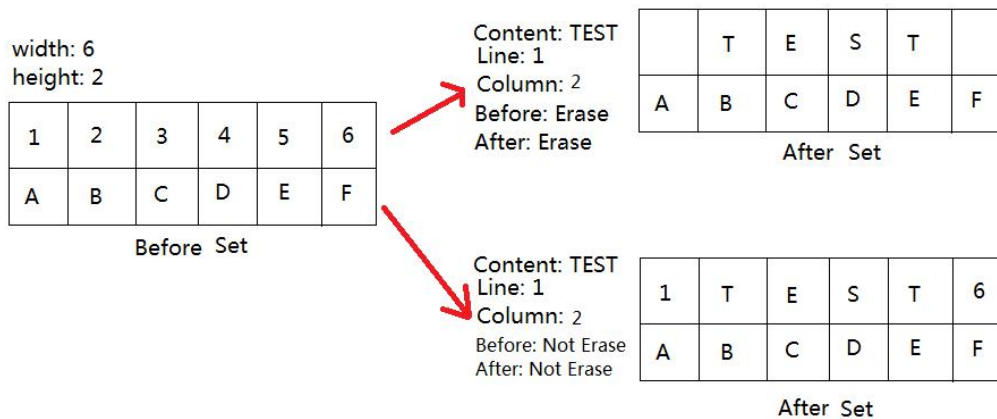 width: 6
height: 2
1 2 3 4 5 6
A B C D E F
Before Set
Content: TEST
Line: 1
Column: 2
Before: Erase
After: Erase
T E S T
A B C D E F
After Set
Content: TEST
Line: 1
Column: 2
Before: Not Erase
After: Not Erase
1 T E S T 6
A B C D E F
After Set